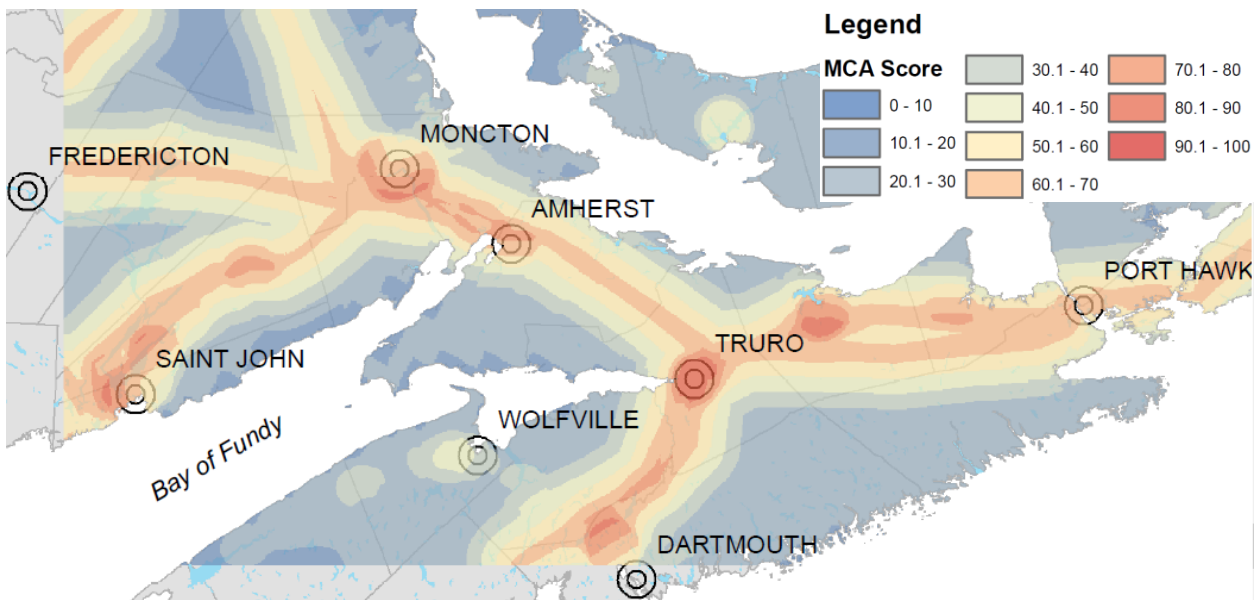 Legend
MCA Score
0 - 10
10.1 - 20
20.1 - 30
30.1 - 40
40.1 - 50
50.1 - 60
60.1 - 70
70.1 - 80
80.1 - 90
90.1 - 100
MONCTON
FREDERICTON
AMHERST
PORT HAWK
TRURO
SAINT JOHN
WOLFVILLE
Bay of Fundy
DARTMOUTH